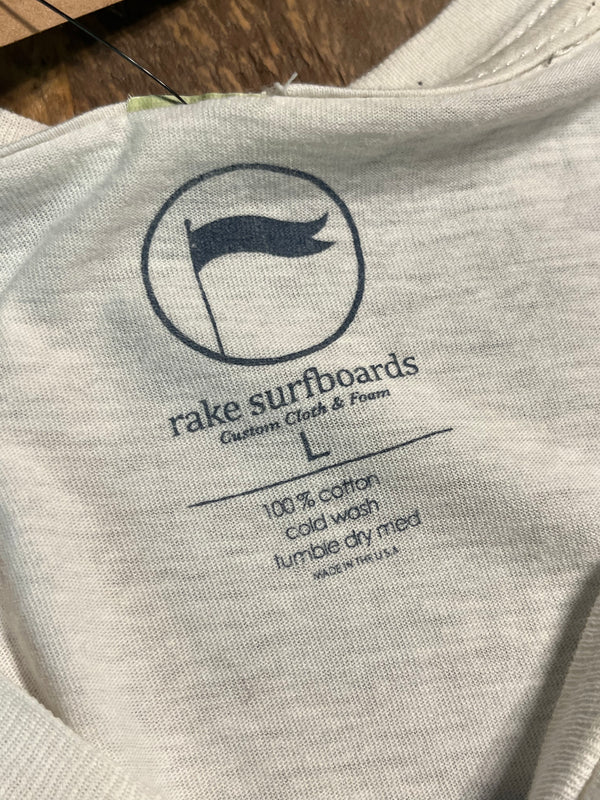 rake surfboards
Custom Cloth & Foam
L
100% cotton
cold wash
tumble dry med
MADE IN THE U.S.A